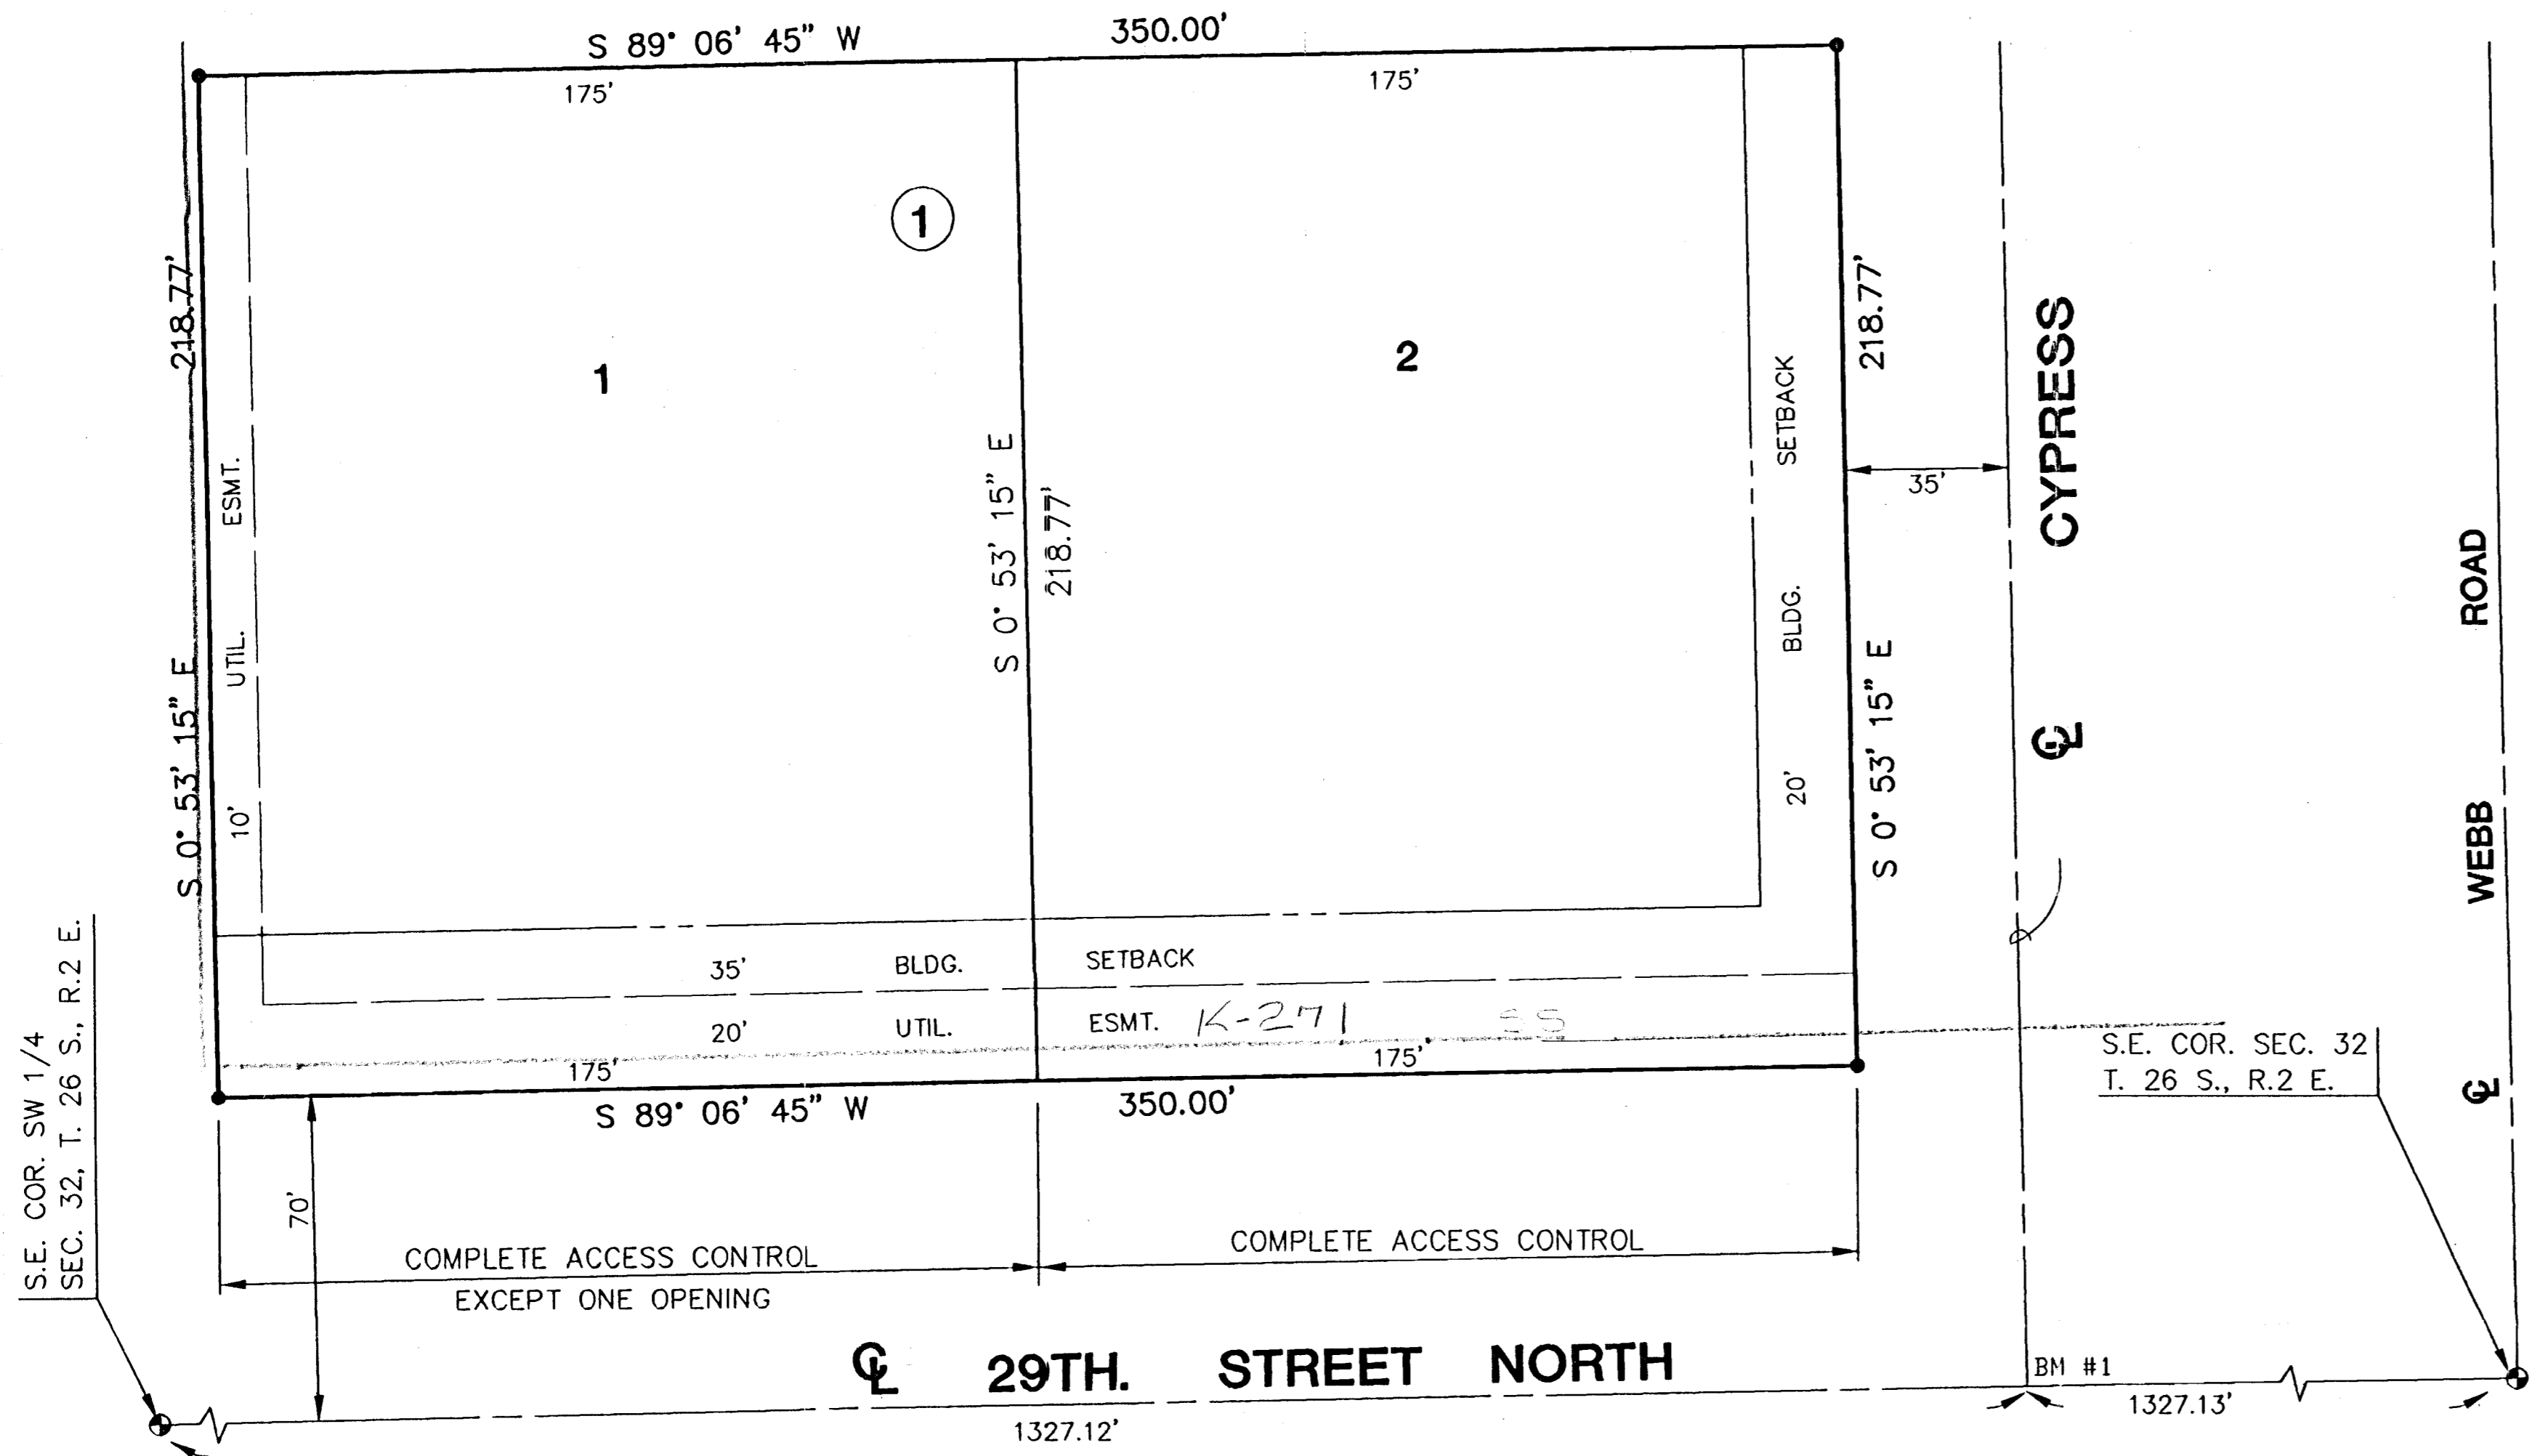 S 89° 06' 45" W 350.00'
175' 175'
1
1
2
218.77'
S 0° 53' 15" E
10' UTIL. ESMT.
S 0° 53' 15" E
218.77'
20' BLDG. SETBACK
218.77'
S 0° 53' 15" E
35'
CYPRESS
℄
WEBB ROAD
℄
35' BLDG. SETBACK
20' UTIL. ESMT. K-271 SS
175' 175'
S 89° 06' 45" W 350.00'
S.E. COR. SW 1/4
SEC. 32, T. 26 S., R.2 E.
S.E. COR. SEC. 32
T. 26 S., R.2 E.
70'
COMPLETE ACCESS CONTROL
EXCEPT ONE OPENING
COMPLETE ACCESS CONTROL
℄ 29TH. STREET NORTH
BM #1
1327.12'
1327.13'